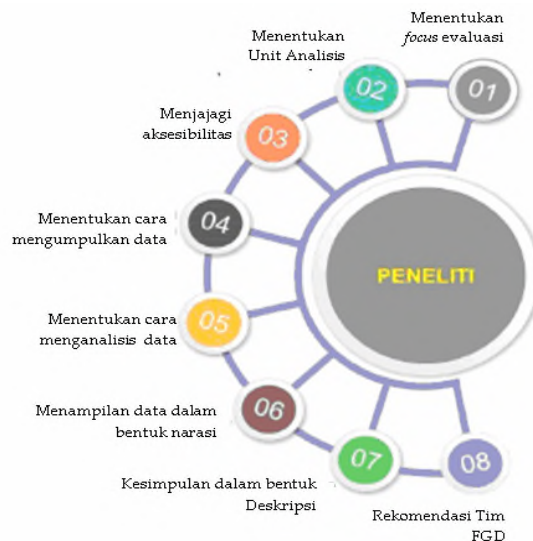 Menentukan
focus evaluasi
01
Menentukan
Unit Analisis
02
Menjajagi
aksesibilitas
03
Menentukan cara
mengumpulkan data
04
Menentukan cara
menganalisis data
05
Menampilan data dalam
bentuk narasi
06
Kesimpulan dalam bentuk
Deskripsi
07
Rekomendasi Tim
FGD
08
PENELITI